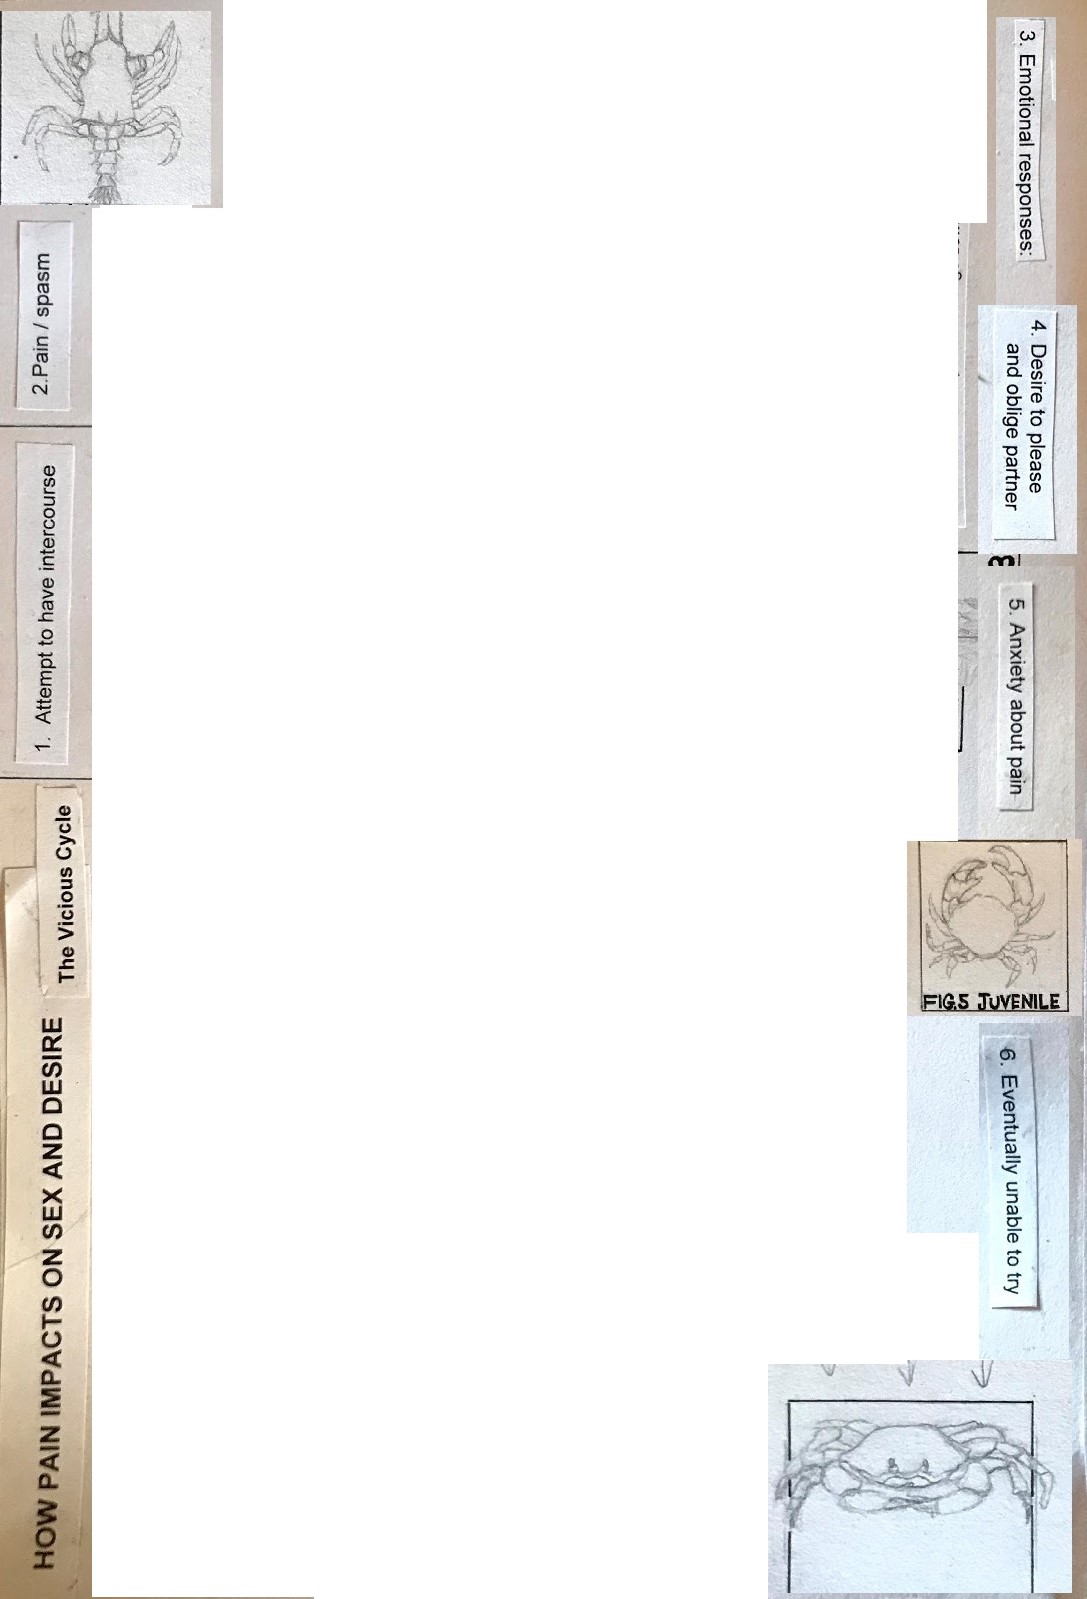 HOW PAIN IMPACTS ON SEX AND DESIRE
The Vicious Cycle
1. Attempt to have intercourse
2.Pain / spasm
3. Emotional responses:
4. Desire to please
and oblige partner
5. Anxiety about pain
FIG.5 JUVENILE
6. Eventually unable to try